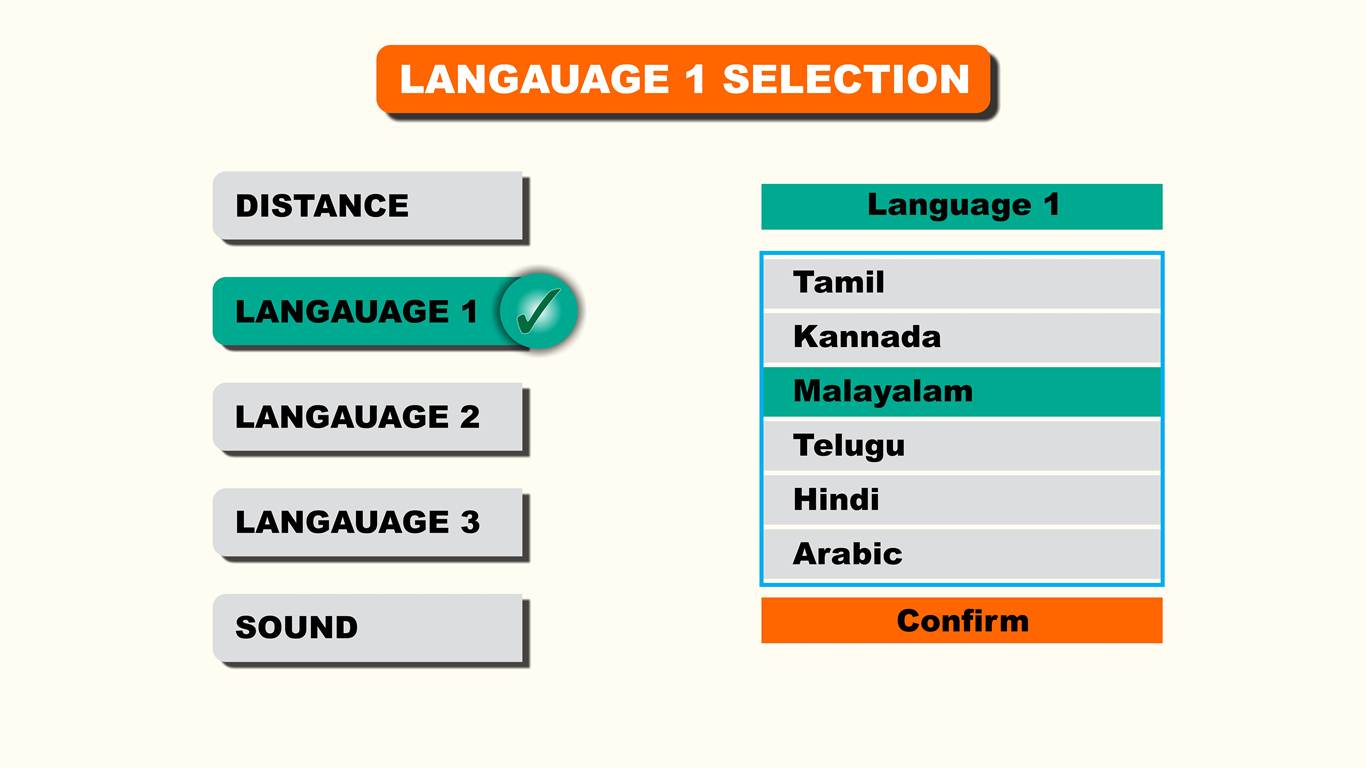 LANGAUAGE 1 SELECTION
DISTANCE
LANGAUAGE 1
LANGAUAGE 2
LANGAUAGE 3
SOUND
Language 1
Tamil
Kannada
Malayalam
Telugu
Hindi
Arabic
Confirm